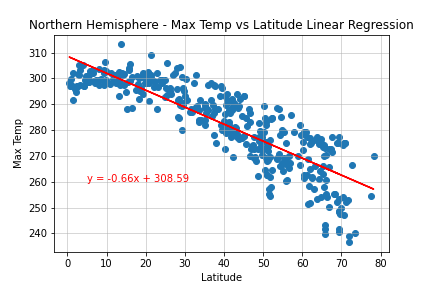 Northern Hemisphere - Max Temp vs Latitude Linear Regression
310
300
290
280
270
260
250
240
Max Temp
y = -0.66x + 308.59
0 10 20 30 40 50 60 70 80
Latitude